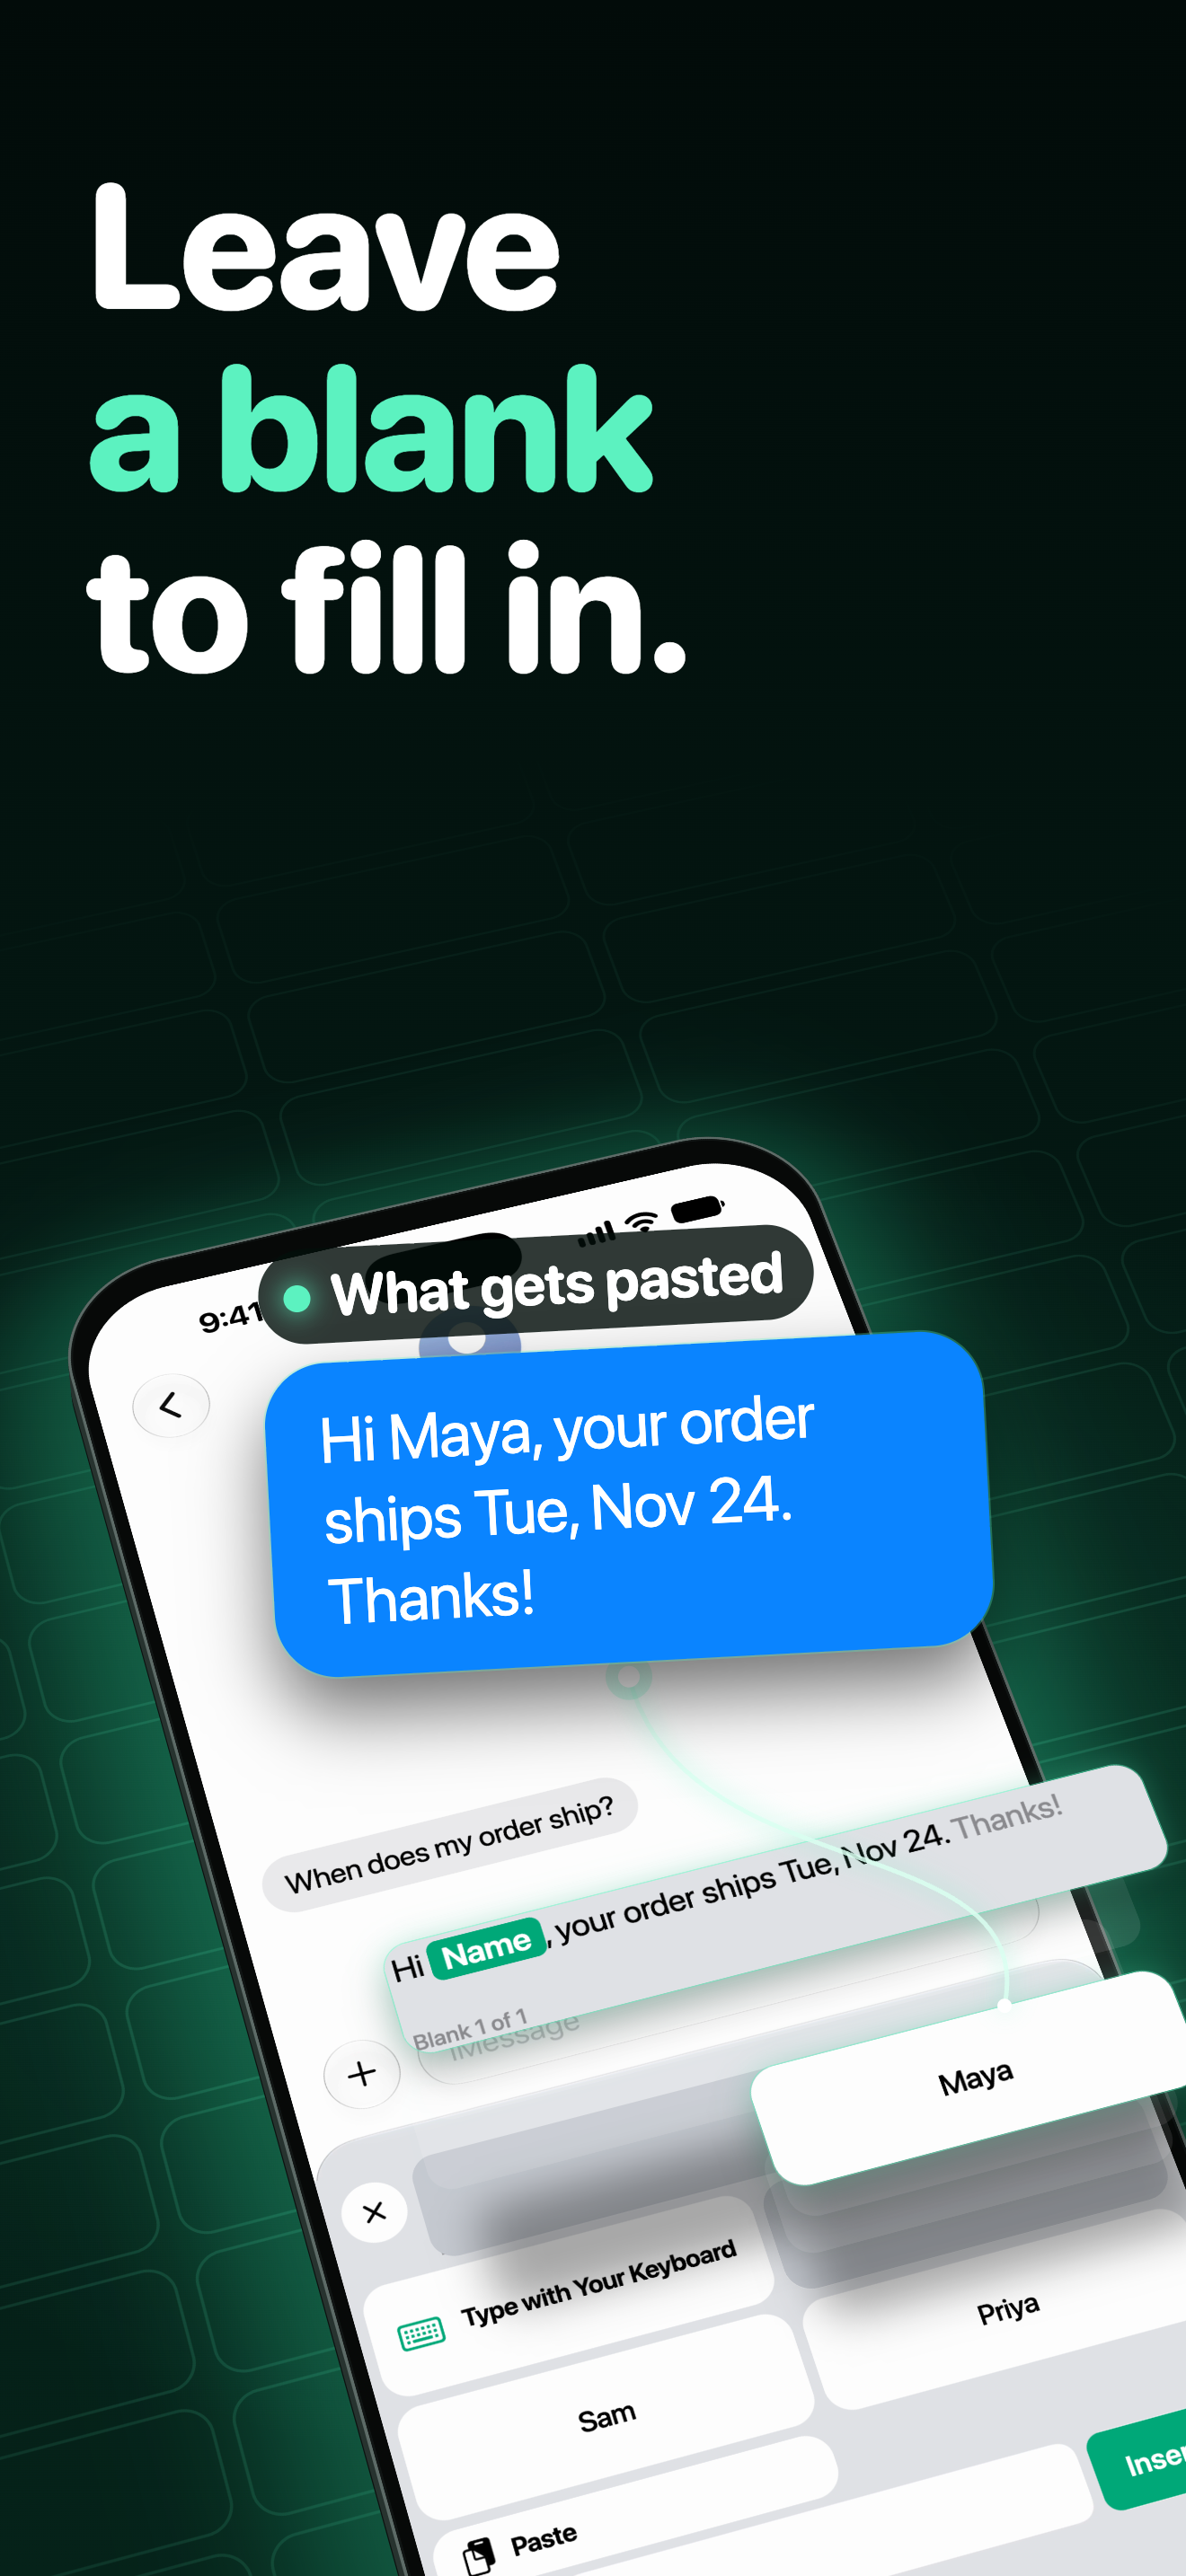 Leave
a blank
to fill in.
9:41
What gets pasted
Hi Maya, your order
ships Tue, Nov 24.
Thanks!
When does my order ship?
Hi Name, your order ships Tue, Nov 24. Thanks!
Blank 1 of 1
iMessage
Maya
Type with Your Keyboard
Priya
Sam
Paste